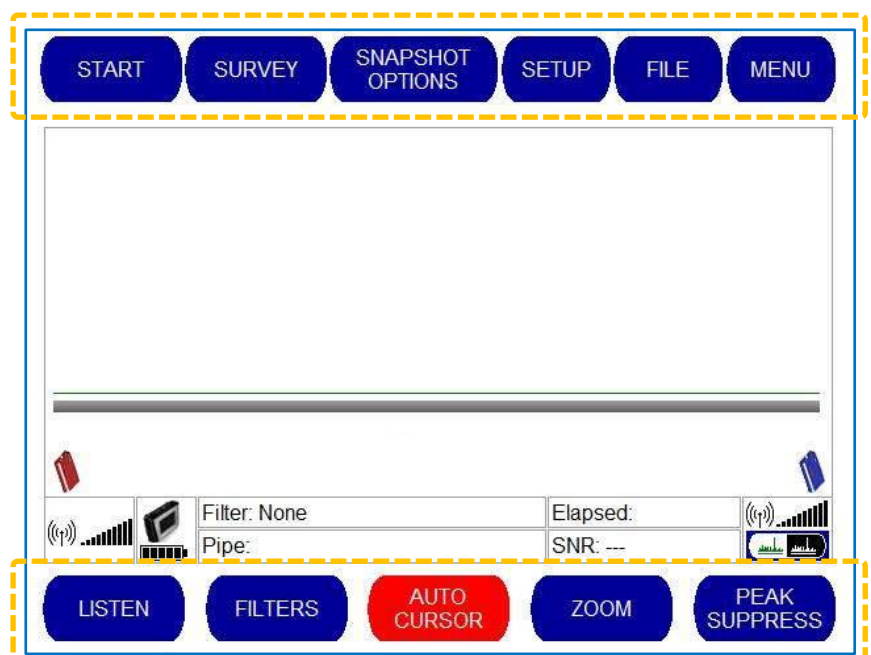 START
SURVEY
SNAPSHOT
OPTIONS
SETUP
FILE
MENU
Filter: None
Elapsed:
Pipe:
SNR: ---
LISTEN
FILTERS
AUTO
CURSOR
ZOOM
PEAK
SUPPRESS